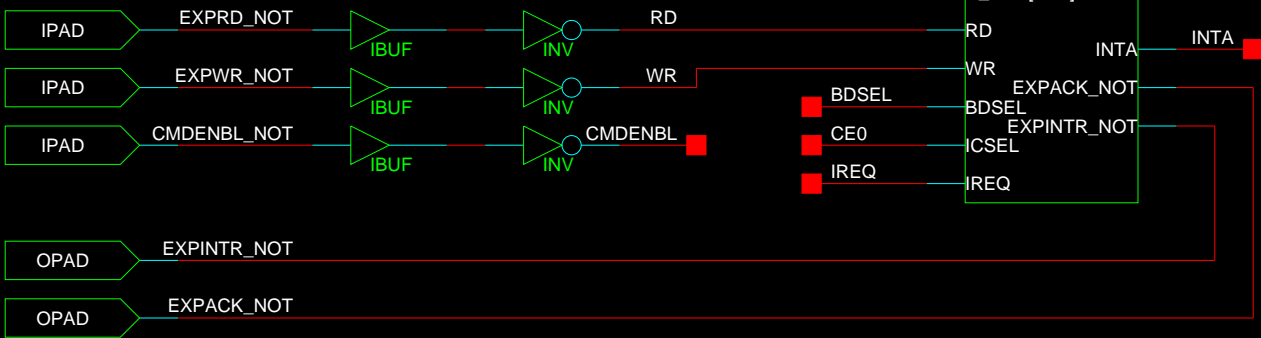 IPAD EXPRD_NOT IBUF INV RD
IPAD EXPWR_NOT IBUF INV WR
IPAD CMDENBL_NOT IBUF INV CMDENBL
BDSEL
CE0
IREQ
RD
WR
BDSEL
ICSEL
IREQ
INTA
EXPACK_NOT
EXPINTR_NOT
INTA
OPAD EXPINTR_NOT
OPAD EXPACK_NOT